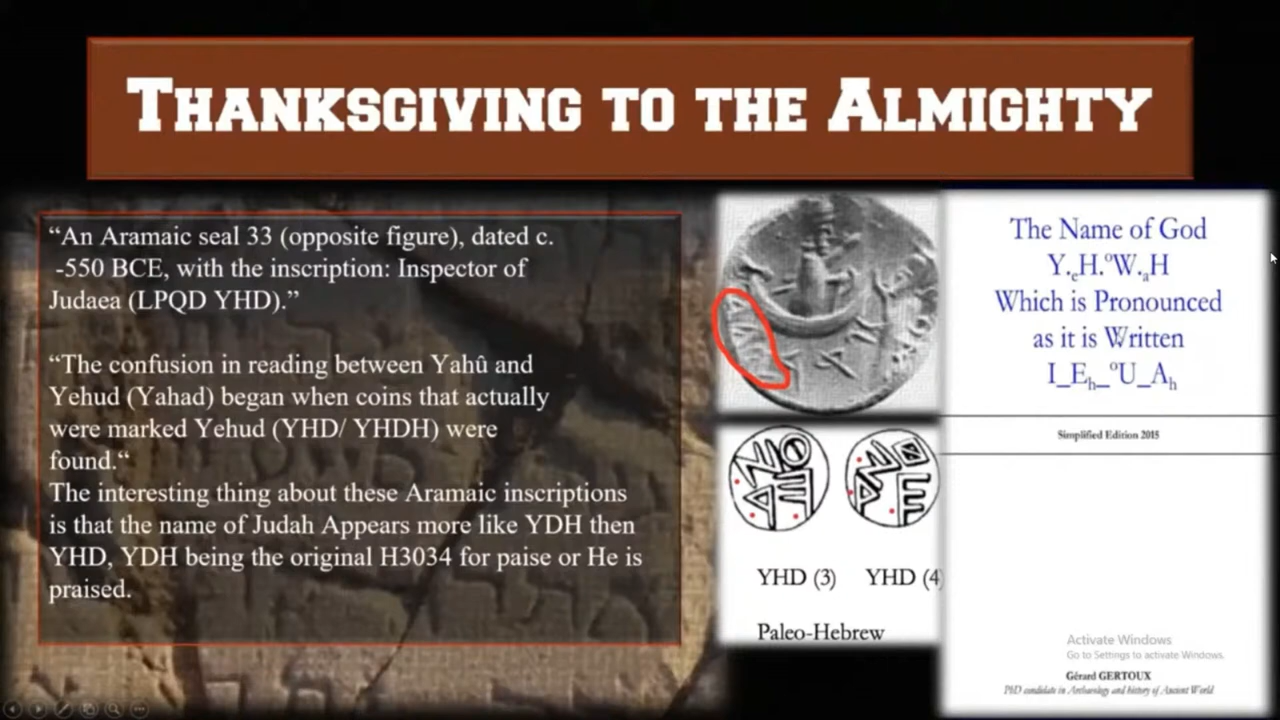 THANKSGIVING TO THE ALMIGHTY
“An Aramaic seal 33 (opposite figure), dated c.
-550 BCE, with the inscription: Inspector of
Judaea (LPQD YHD).”
“The confusion in reading between Yahû and
Yehud (Yahad) began when coins that actually
were marked Yehud (YHD/ YHDH) were
found.“
The interesting thing about these Aramaic inscriptions
is that the name of Judah Appears more like YDH then
YHD, YDH being the original H3034 for paise or He is
praised.
YHD (3) YHD (4)
Paleo-Hebrew
The Name of God
Y.eH.ºW.aH
Which is Pronounced
as it is Written
I_Eh_ºU_Ah
Simplified Edition 2015
Activate Windows
Go to Settings to activate Windows.
Gérard GERTOUX
PhD candidate in Archaeology and history of Ancient World